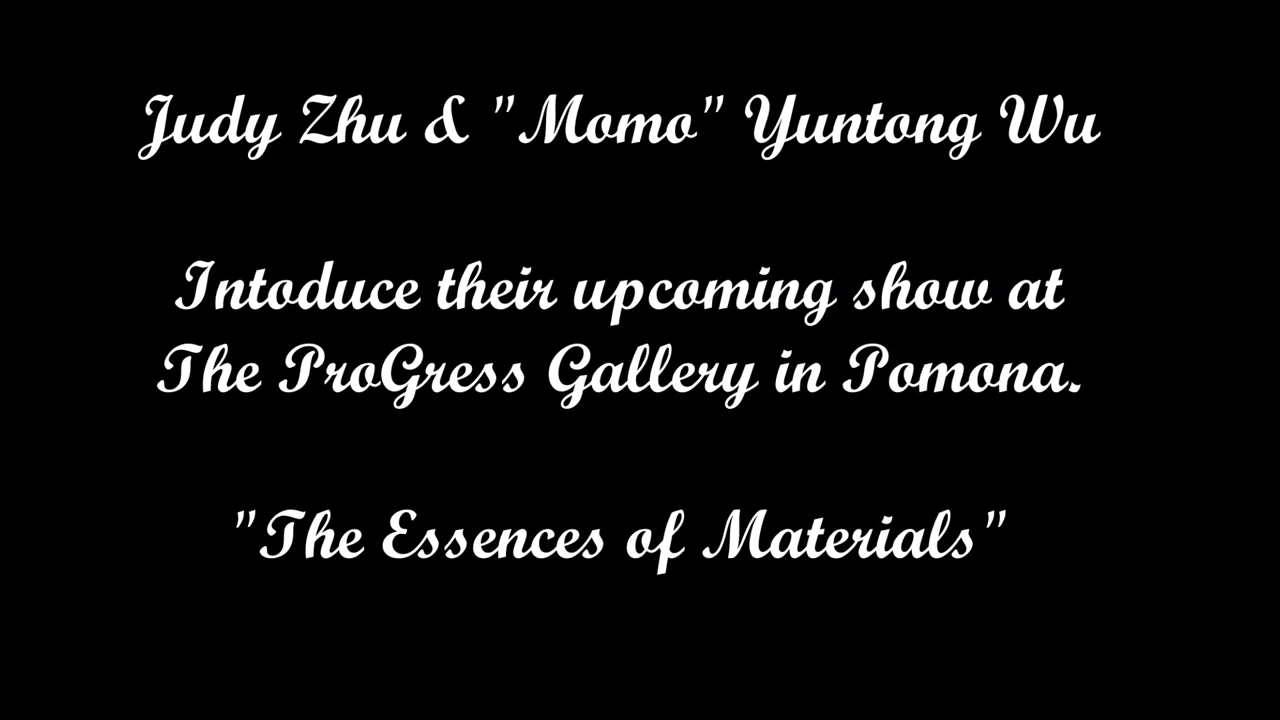 Judy Zhu & "Momo" Yuntong Wu
Intoduce their upcoming show at
The ProGress Gallery in Pomona.
"The Essences of Materials"